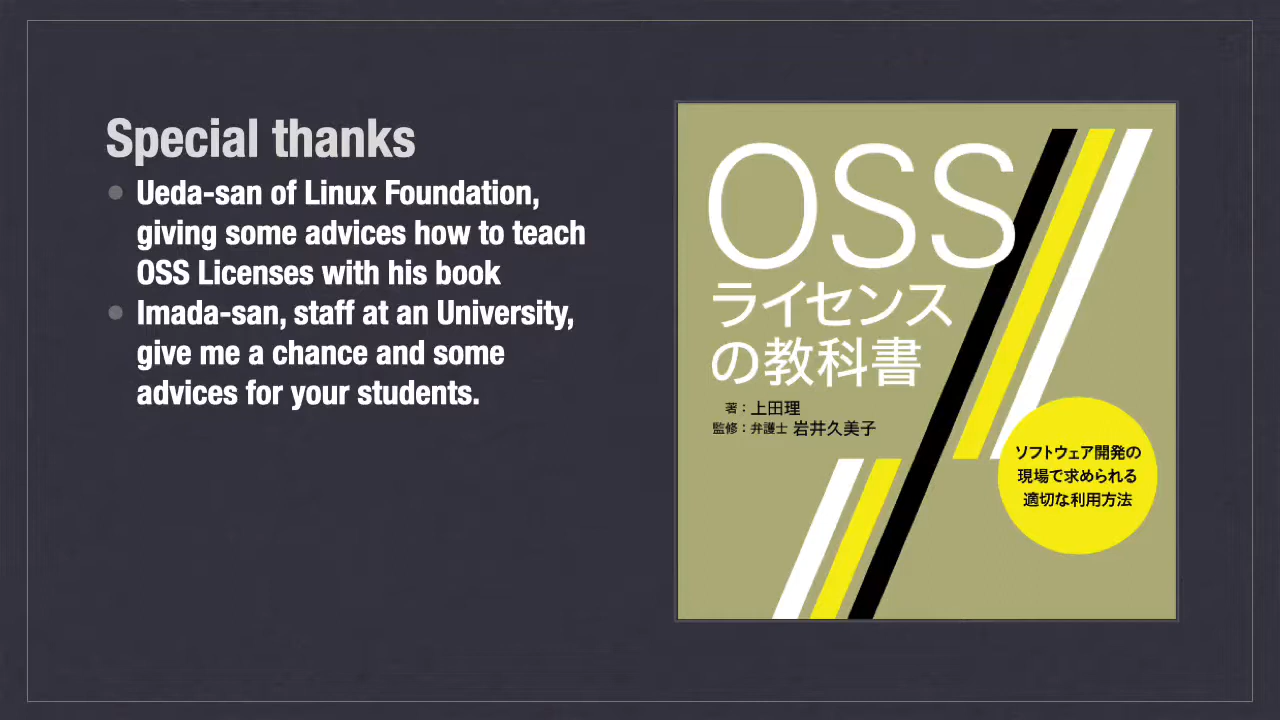 Special thanks
Ueda-san of Linux Foundation,
giving some advices how to teach
OSS Licenses with his book
Imada-san, staff at an University,
give me a chance and some
advices for your students.
OSS
ライセンス
の教科書
著：上田理
監修：弁護士 岩井久美子
ソフトウェア開発の
現場で求められる
適切な利用方法